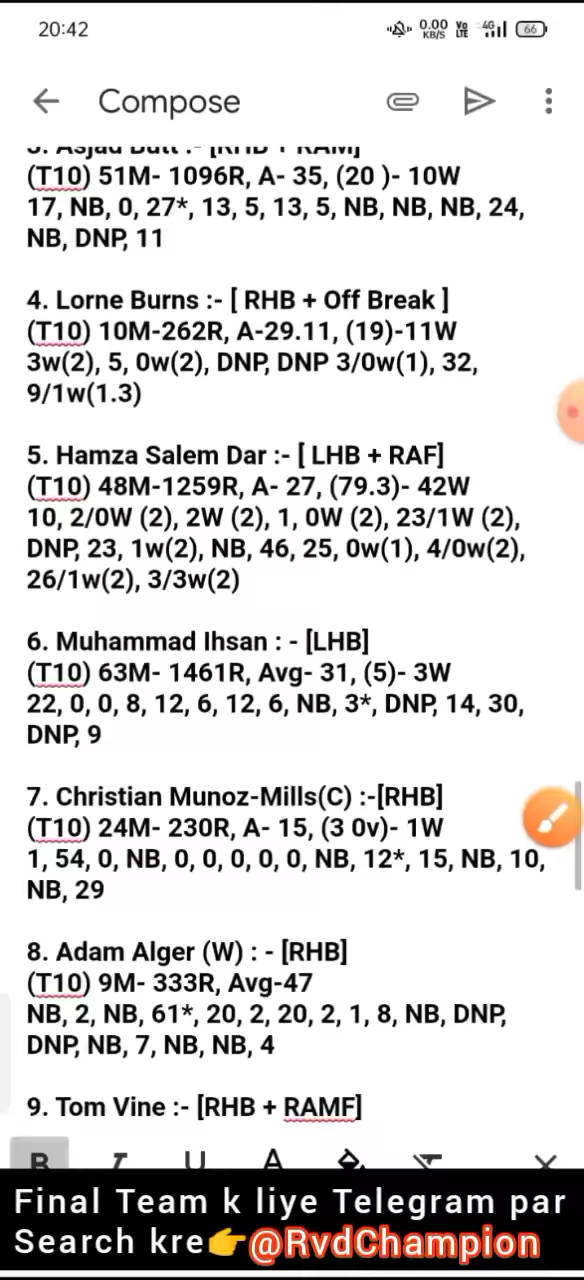 20:42
0.00 KB/S Vo LTE 4G 66
Compose
3. Asjad Butt :- [RHB + RAM]
(T10) 51M- 1096R, A- 35, (20 )- 10W
17, NB, 0, 27*, 13, 5, 13, 5, NB, NB, NB, 24,
NB, DNP, 11
4. Lorne Burns :- [ RHB + Off Break ]
(T10) 10M-262R, A-29.11, (19)-11W
3w(2), 5, 0w(2), DNP, DNP 3/0w(1), 32,
9/1w(1.3)
5. Hamza Salem Dar :- [ LHB + RAF]
(T10) 48M-1259R, A- 27, (79.3)- 42W
10, 2/0W (2), 2W (2), 1, 0W (2), 23/1W (2),
DNP, 23, 1w(2), NB, 46, 25, 0w(1), 4/0w(2),
26/1w(2), 3/3w(2)
6. Muhammad Ihsan : - [LHB]
(T10) 63M- 1461R, Avg- 31, (5)- 3W
22, 0, 0, 8, 12, 6, 12, 6, NB, 3*, DNP, 14, 30,
DNP, 9
7. Christian Munoz-Mills(C) :-[RHB]
(T10) 24M- 230R, A- 15, (3 0v)- 1W
1, 54, 0, NB, 0, 0, 0, 0, 0, NB, 12*, 15, NB, 10,
NB, 29
8. Adam Alger (W) : - [RHB]
(T10) 9M- 333R, Avg-47
NB, 2, NB, 61*, 20, 2, 20, 2, 1, 8, NB, DNP,
DNP, NB, 7, NB, NB, 4
9. Tom Vine :- [RHB + RAMF]
B I U A
Final Team k liye Telegram par
Search kre👉@RvdChampion